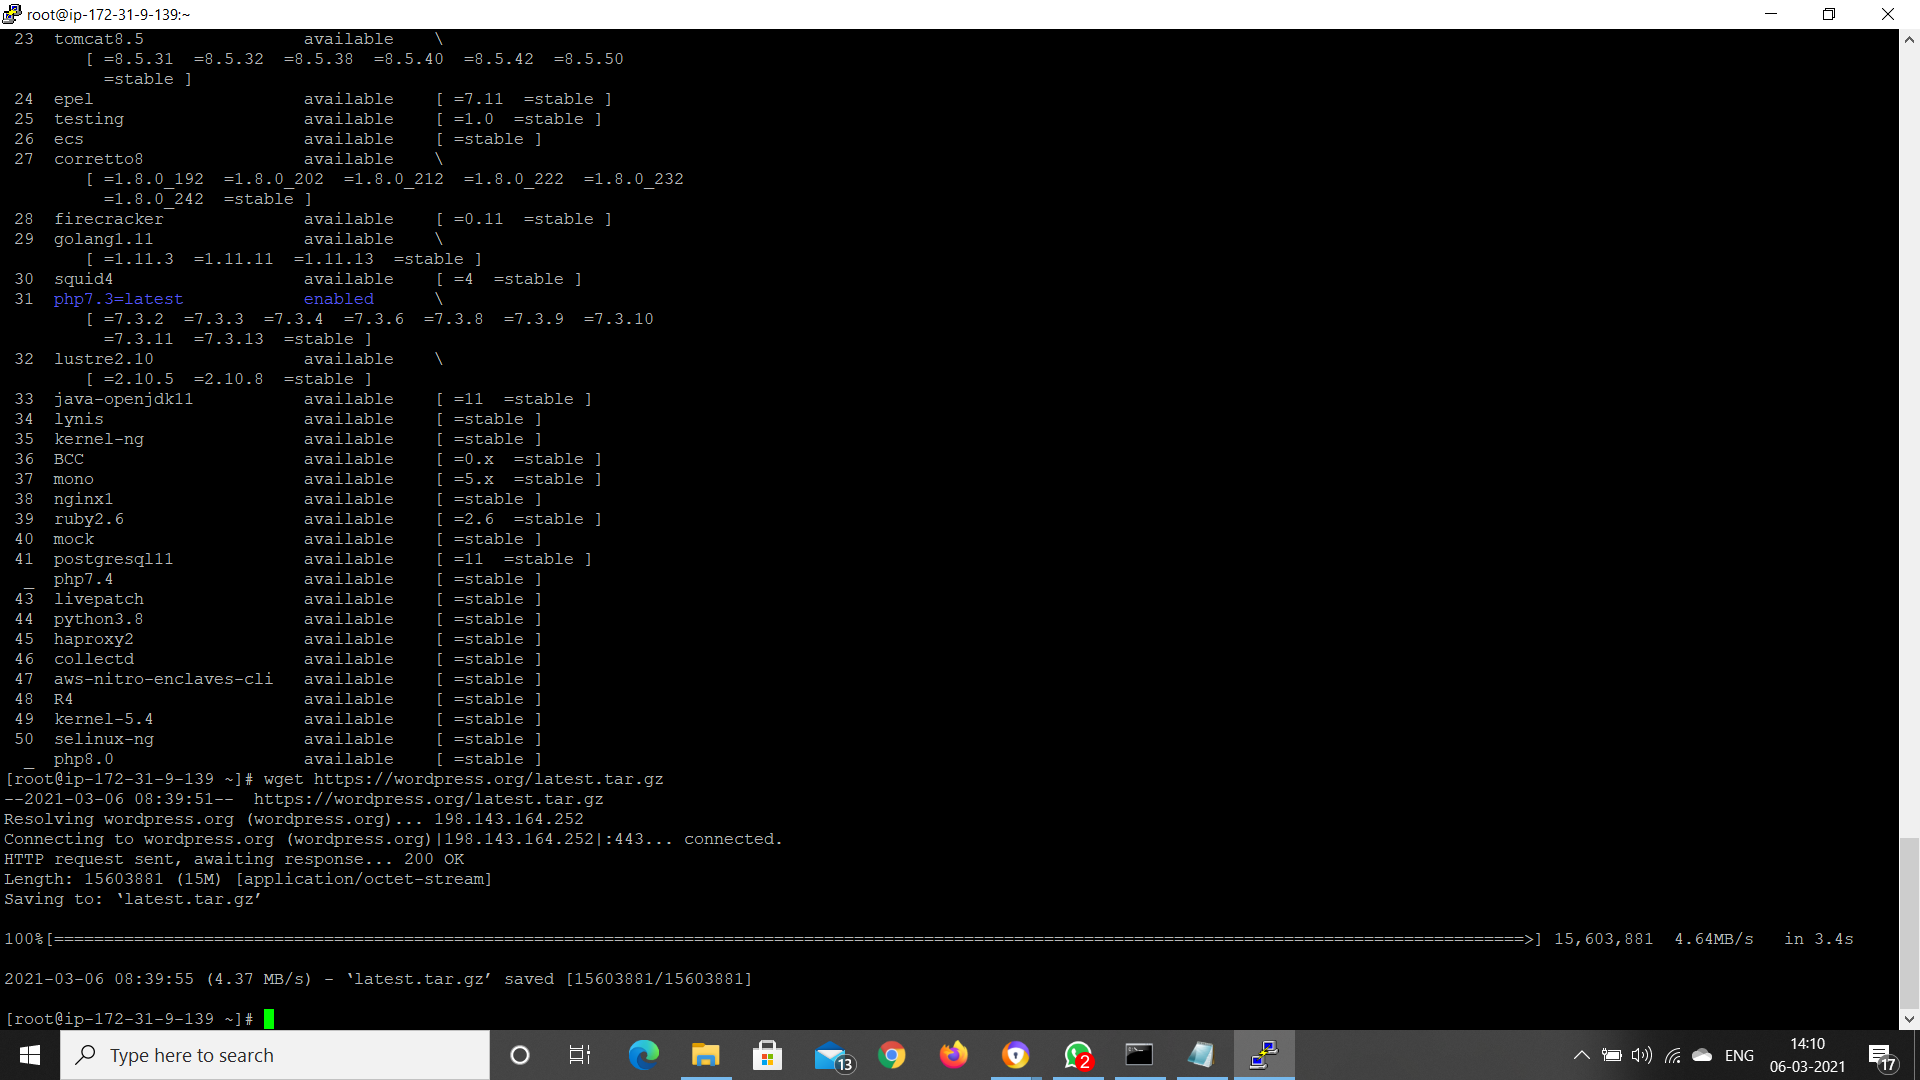 root@ip-172-31-9-139:~
23 tomcat8.5 available \
[ =8.5.31 =8.5.32 =8.5.38 =8.5.40 =8.5.42 =8.5.50
=stable ]
24 epel available [ =7.11 =stable ]
25 testing available [ =1.0 =stable ]
26 ecs available [ =stable ]
27 corretto8 available \
[ =1.8.0_192 =1.8.0_202 =1.8.0_212 =1.8.0_222 =1.8.0_232
=1.8.0_242 =stable ]
28 firecracker available [ =0.11 =stable ]
29 golang1.11 available \
[ =1.11.3 =1.11.11 =1.11.13 =stable ]
30 squid4 available [ =4 =stable ]
31 php7.3=latest enabled \
[ =7.3.2 =7.3.3 =7.3.4 =7.3.6 =7.3.8 =7.3.9 =7.3.10
=7.3.11 =7.3.13 =stable ]
32 lustre2.10 available \
[ =2.10.5 =2.10.8 =stable ]
33 java-openjdk11 available [ =11 =stable ]
34 lynis available [ =stable ]
35 kernel-ng available [ =stable ]
36 BCC available [ =0.x =stable ]
37 mono available [ =5.x =stable ]
38 nginx1 available [ =stable ]
39 ruby2.6 available [ =2.6 =stable ]
40 mock available [ =stable ]
41 postgresql11 available [ =11 =stable ]
_ php7.4 available [ =stable ]
43 livepatch available [ =stable ]
44 python3.8 available [ =stable ]
45 haproxy2 available [ =stable ]
46 collectd available [ =stable ]
47 aws-nitro-enclaves-cli available [ =stable ]
48 R4 available [ =stable ]
49 kernel-5.4 available [ =stable ]
50 selinux-ng available [ =stable ]
_ php8.0 available [ =stable ]
[root@ip-172-31-9-139 ~]# wget https://wordpress.org/latest.tar.gz
--2021-03-06 08:39:51-- https://wordpress.org/latest.tar.gz
Resolving wordpress.org (wordpress.org)... 198.143.164.252
Connecting to wordpress.org (wordpress.org)|198.143.164.252|:443... connected.
HTTP request sent, awaiting response... 200 OK
Length: 15603881 (15M) [application/octet-stream]
Saving to: ‘latest.tar.gz’
100%[===================================================================================================================================================>] 15,603,881 4.64MB/s in 3.4s
2021-03-06 08:39:55 (4.37 MB/s) - ‘latest.tar.gz’ saved [15603881/15603881]
[root@ip-172-31-9-139 ~]#
Type here to search
13
2
ENG
14:10
06-03-2021
17